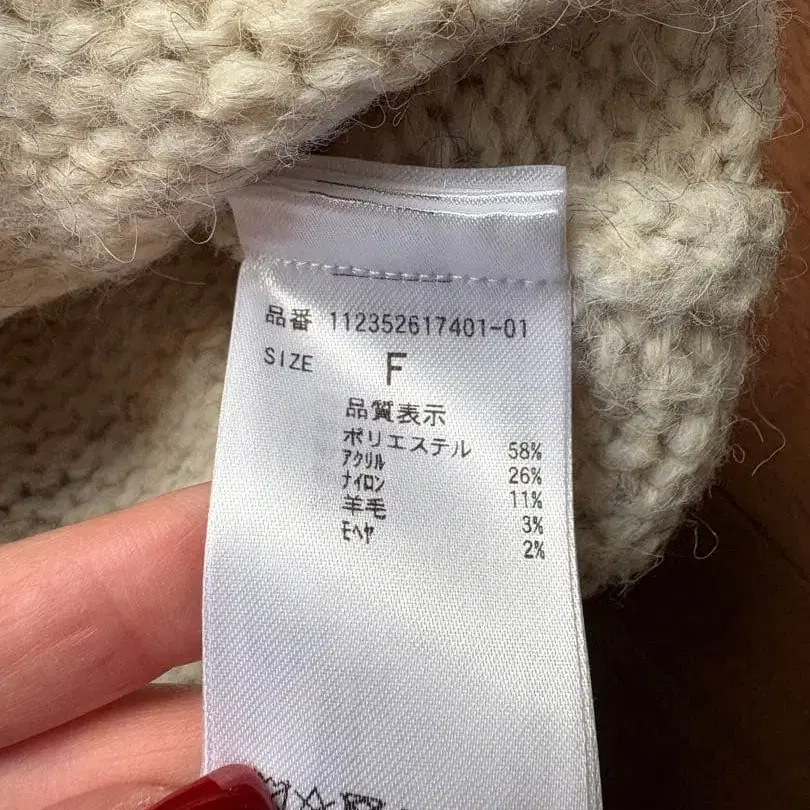 品番 112352617401-01
SIZE F
品質表示
ポリエステル 58%
アクリル 26%
ナイロン 11%
羊毛 3%
モヘヤ 2%